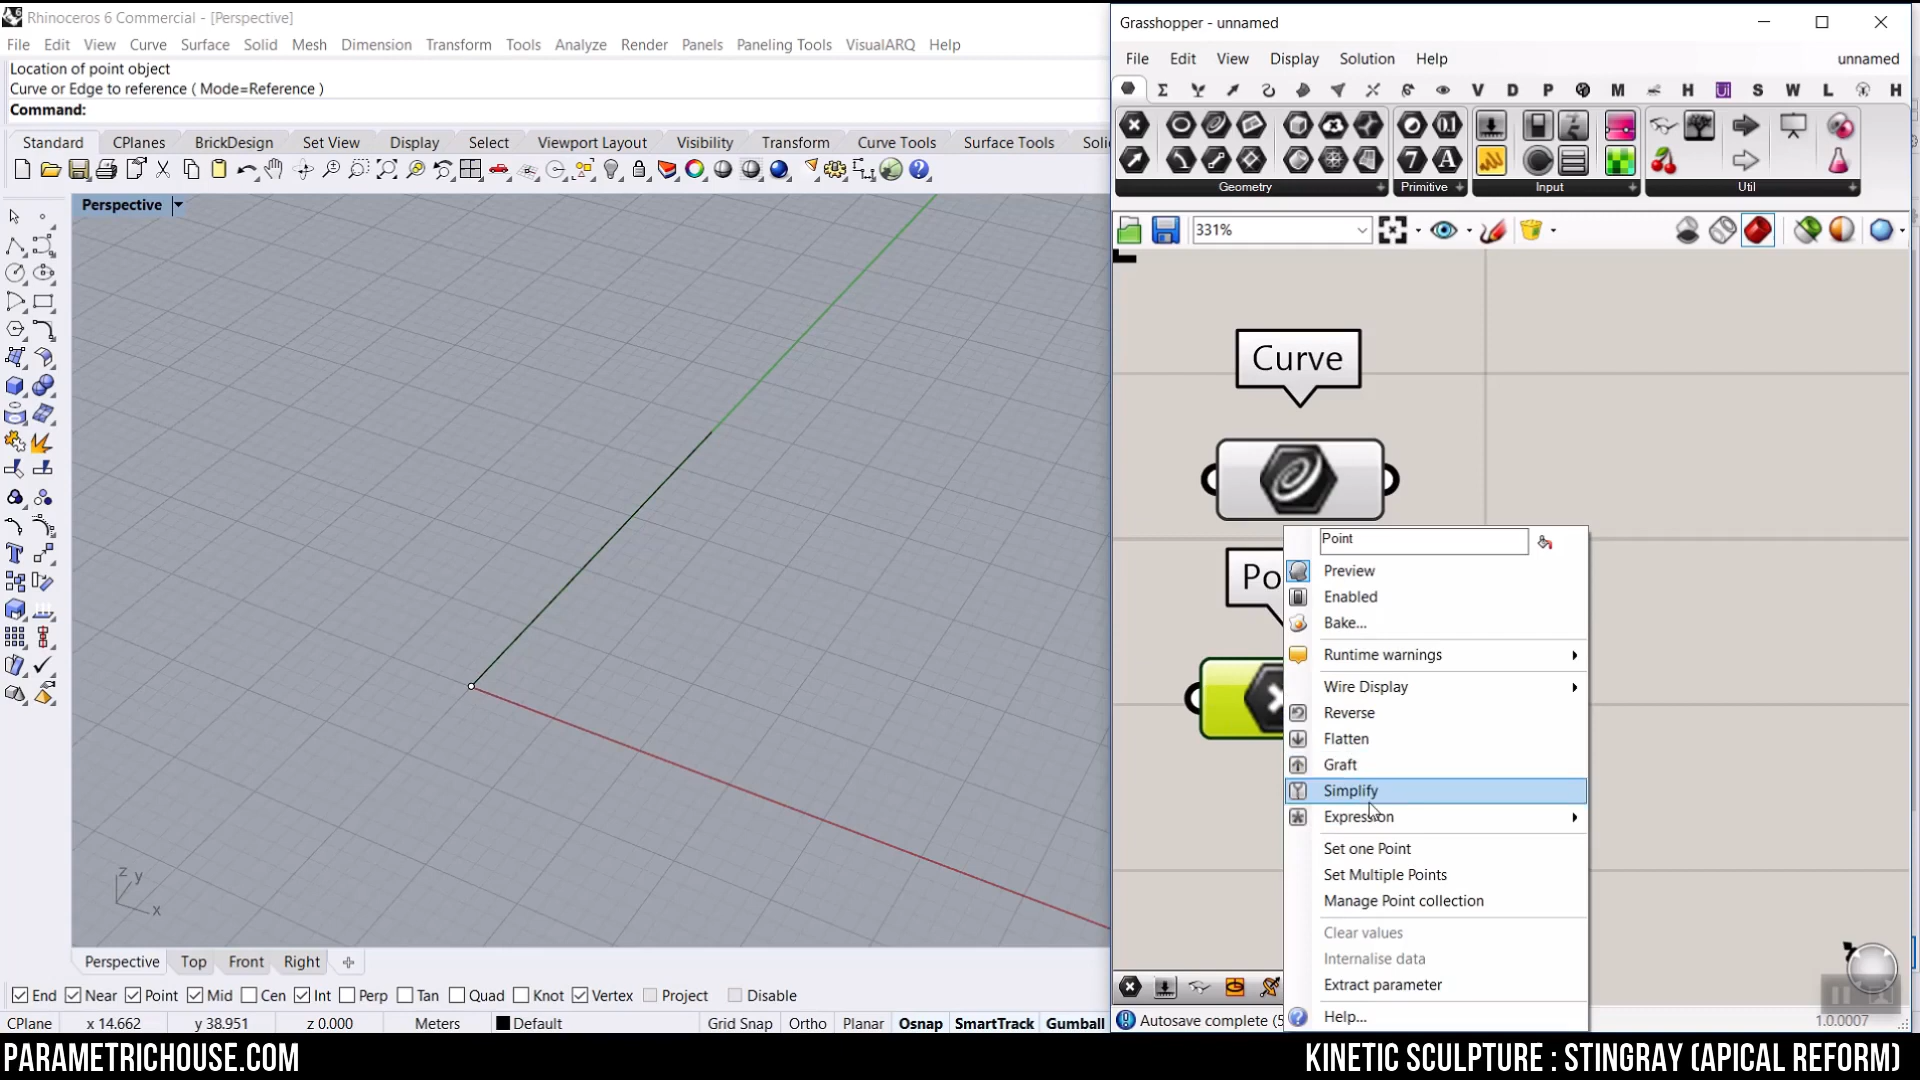 Rhinoceros 6 Commercial - [Perspective]
File Edit View Curve Surface Solid Mesh Dimension Transform Tools Analyze Render Panels Paneling Tools VisualARQ Help
Location of point object
Curve or Edge to reference ( Mode=Reference )
Command:
Standard CPlanes BrickDesign Set View Display Select Viewport Layout Visibility Transform Curve Tools Surface Tools
Perspective
z y
x
Perspective Top Front Right
End Near Point Mid Cen Int Perp Tan Quad Knot Vertex Project Disable
CPlane x 14.662 y 38.951 z 0.000 Meters Default Grid Snap Ortho Planar Osnap SmartTrack Gumball
Grasshopper - unnamed
File Edit View Display Solution Help unnamed
V D P M H S W L H
Geometry Primitive Input Util
331%
Curve
Point
Preview
Enabled
Bake...
Runtime warnings
Wire Display
Reverse
Flatten
Graft
Simplify
Expression
Set one Point
Set Multiple Points
Manage Point collection
Clear values
Internalise data
Extract parameter
Help...
Autosave complete (5
1.0.0007
PARAMETRICHOUSE.COM
KINETIC SCULPTURE : STINGRAY (APICAL REFORM)